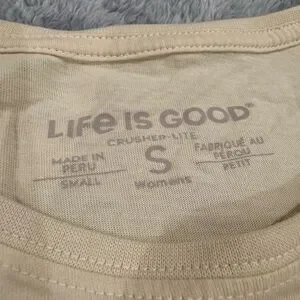 LIFE IS GOOD®
CRUSHER-LITE
MADE IN
PERU
SMALL
S
Womens
FABRIQUÉ AU
PÉROU
PETIT